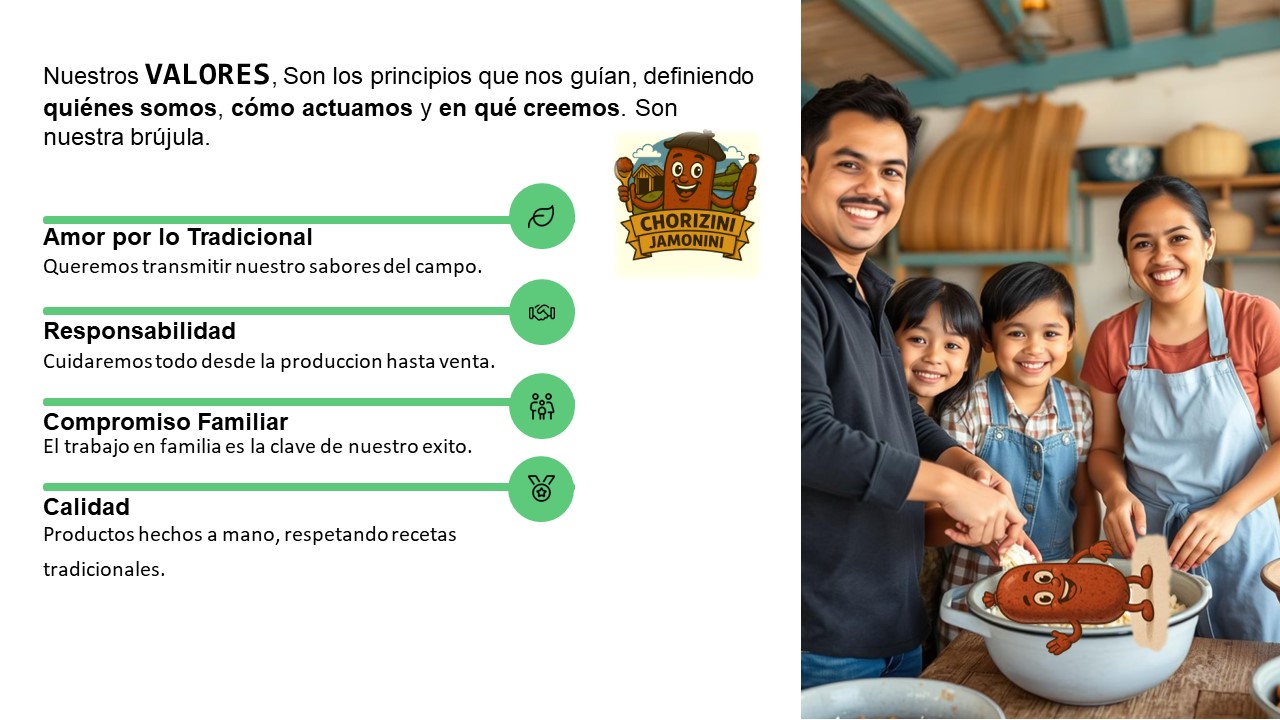 Nuestros VALORES, Son los principios que nos guían, definiendo
quiénes somos, cómo actuamos y en qué creemos. Son
nuestra brújula.
CHORIZINI
JAMONINI
Amor por lo Tradicional
Queremos transmitir nuestro sabores del campo.
Responsabilidad
Cuidaremos todo desde la produccion hasta venta.
Compromiso Familiar
El trabajo en familia es la clave de nuestro exito.
Calidad
Productos hechos a mano, respetando recetas
tradicionales.